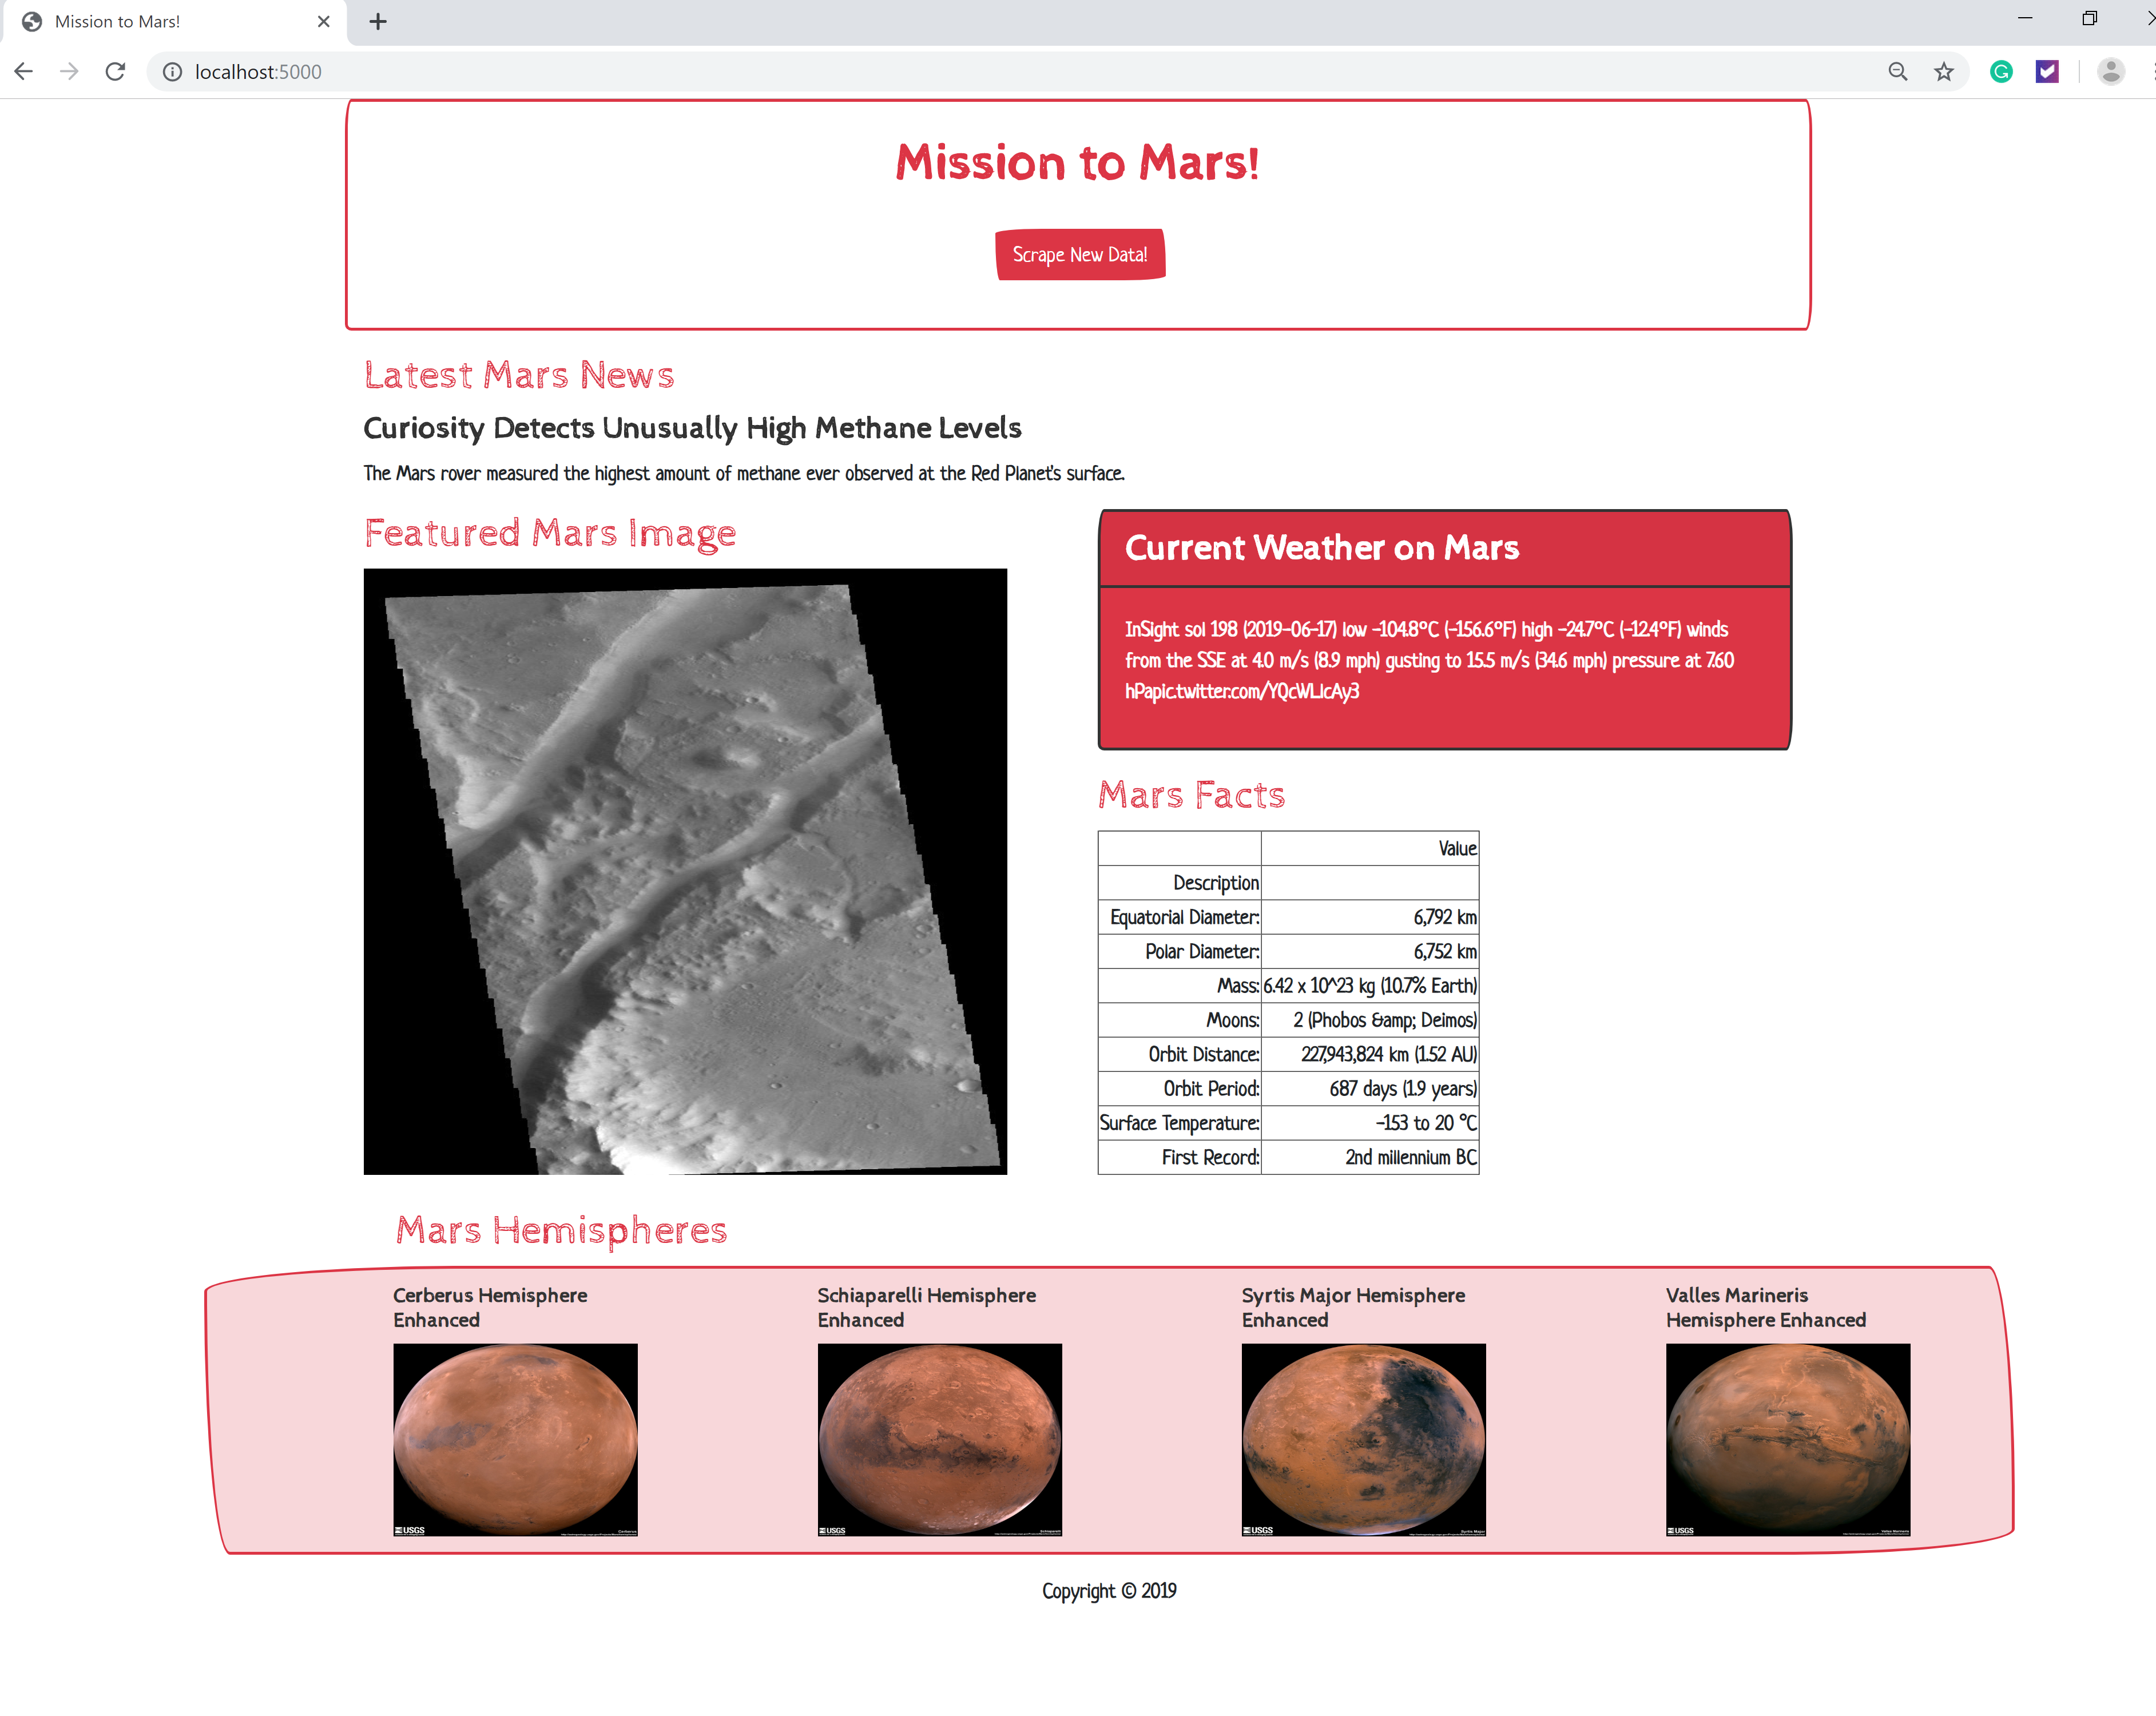 Mission to Mars!
localhost:5000
Mission to Mars!
Scrape New Data!
Latest Mars News
Curiosity Detects Unusually High Methane Levels
The Mars rover measured the highest amount of methane ever observed at the Red Planet's surface.
Featured Mars Image
Current Weather on Mars
InSight sol 198 (2019-06-17) low -104.8ºC (-156.6ºF) high -24.7ºC (-12.4ºF) winds
from the SSE at 4.0 m/s (8.9 mph) gusting to 15.5 m/s (34.6 mph) pressure at 7.60
hPapic.twitter.com/YQcWLIcAy3
Mars Facts
Value
Description
Equatorial Diameter: 6,792 km
Polar Diameter: 6,752 km
Mass: 6.42 x 10^23 kg (10.7% Earth)
Moons: 2 (Phobos &amp; Deimos)
Orbit Distance: 227,943,824 km (1.52 AU)
Orbit Period: 687 days (1.9 years)
Surface Temperature: -153 to 20 °C
First Record: 2nd millennium BC
Mars Hemispheres
Cerberus Hemisphere
Enhanced
Schiaparelli Hemisphere
Enhanced
Syrtis Major Hemisphere
Enhanced
Valles Marineris
Hemisphere Enhanced
USGS
Cerberus
USGS
Schiaparelli
USGS
Syrtis Major
USGS
Valles Marineris
Copyright © 2019